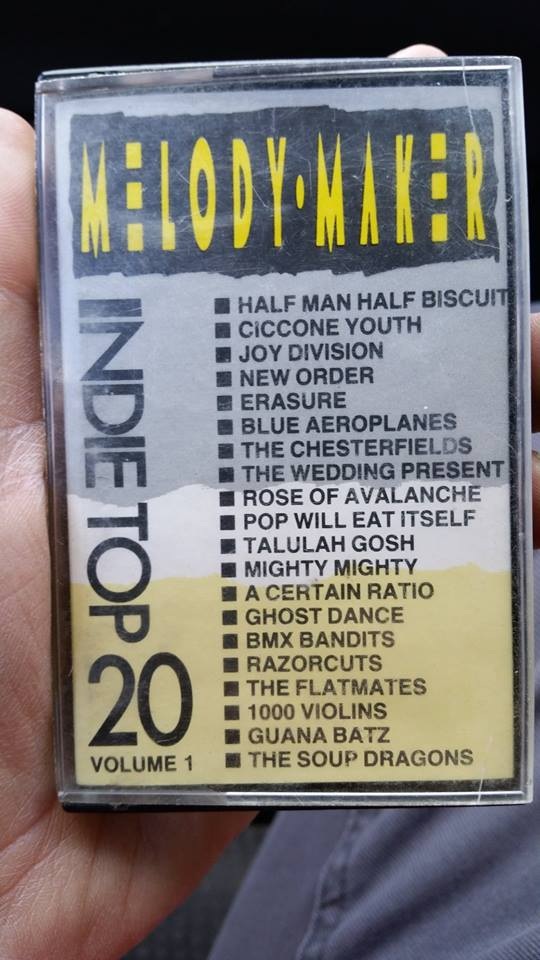 MELODY·MAKER
INDIE TOP 20
VOLUME 1
■ HALF MAN HALF BISCUIT
■ CICCONE YOUTH
■ JOY DIVISION
■ NEW ORDER
■ ERASURE
■ BLUE AEROPLANES
■ THE CHESTERFIELDS
■ THE WEDDING PRESENT
■ ROSE OF AVALANCHE
■ POP WILL EAT ITSELF
■ TALULAH GOSH
■ MIGHTY MIGHTY
■ A CERTAIN RATIO
■ GHOST DANCE
■ BMX BANDITS
■ RAZORCUTS
■ THE FLATMATES
■ 1000 VIOLINS
■ GUANA BATZ
■ THE SOUP DRAGONS